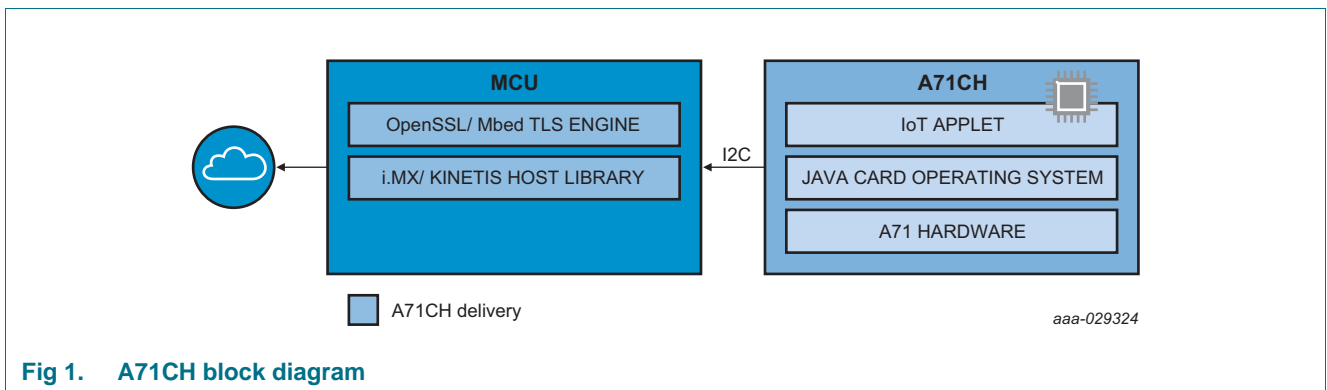 MCU
OpenSSL/ Mbed TLS ENGINE
i.MX/ KINETIS HOST LIBRARY
I2C
A71CH
IoT APPLET
JAVA CARD OPERATING SYSTEM
A71 HARDWARE
A71CH delivery
aaa-029324
Fig 1. A71CH block diagram